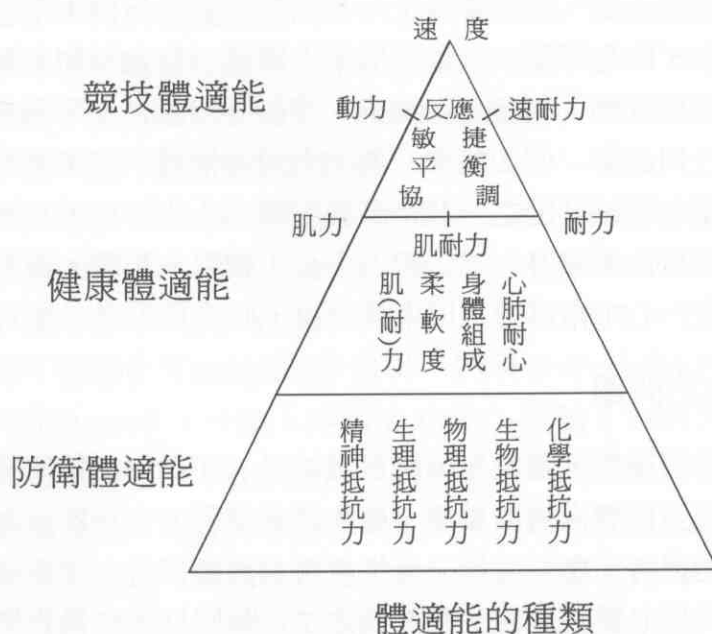 速度
競技體適能
動力 反應 速耐力
敏捷
平衡
協調
肌力 耐力
肌耐力
健康體適能
肌(耐)力
柔軟度
身體組成
心肺耐心
防衛體適能
精神抵抗力
生理抵抗力
物理抵抗力
生物抵抗力
化學抵抗力
體適能的種類